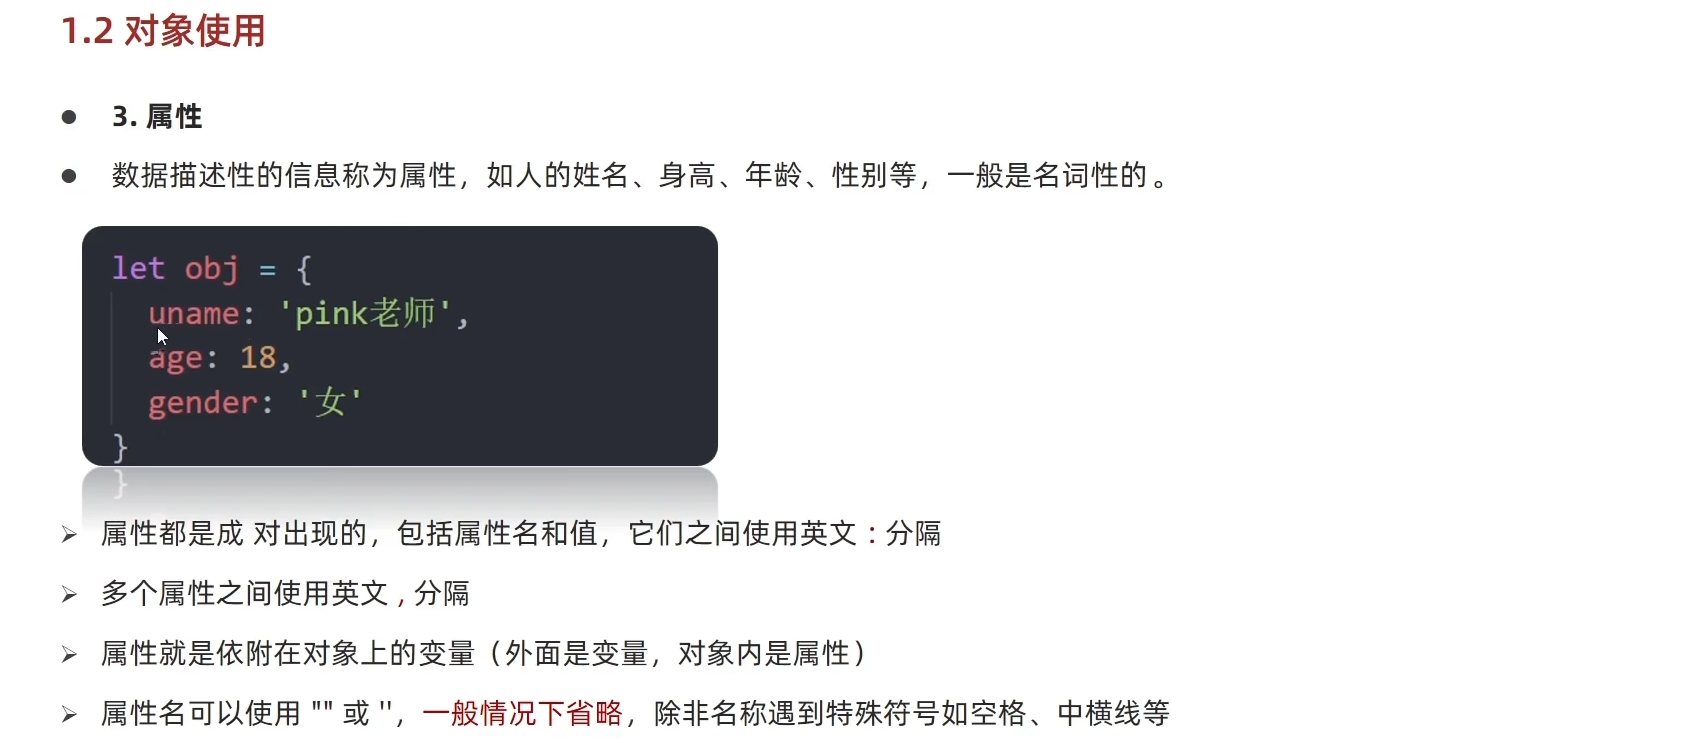 1.2 对象使用
3. 属性
数据描述性的信息称为属性，如人的姓名、身高、年龄、性别等，一般是名词性的。
let obj = {
uname: 'pink老师',
age: 18,
gender: '女'
}
属性都是成 对出现的，包括属性名和值，它们之间使用英文 : 分隔
多个属性之间使用英文 , 分隔
属性就是依附在对象上的变量（外面是变量，对象内是属性）
属性名可以使用 "" 或 ''，一般情况下省略，除非名称遇到特殊符号如空格、中横线等